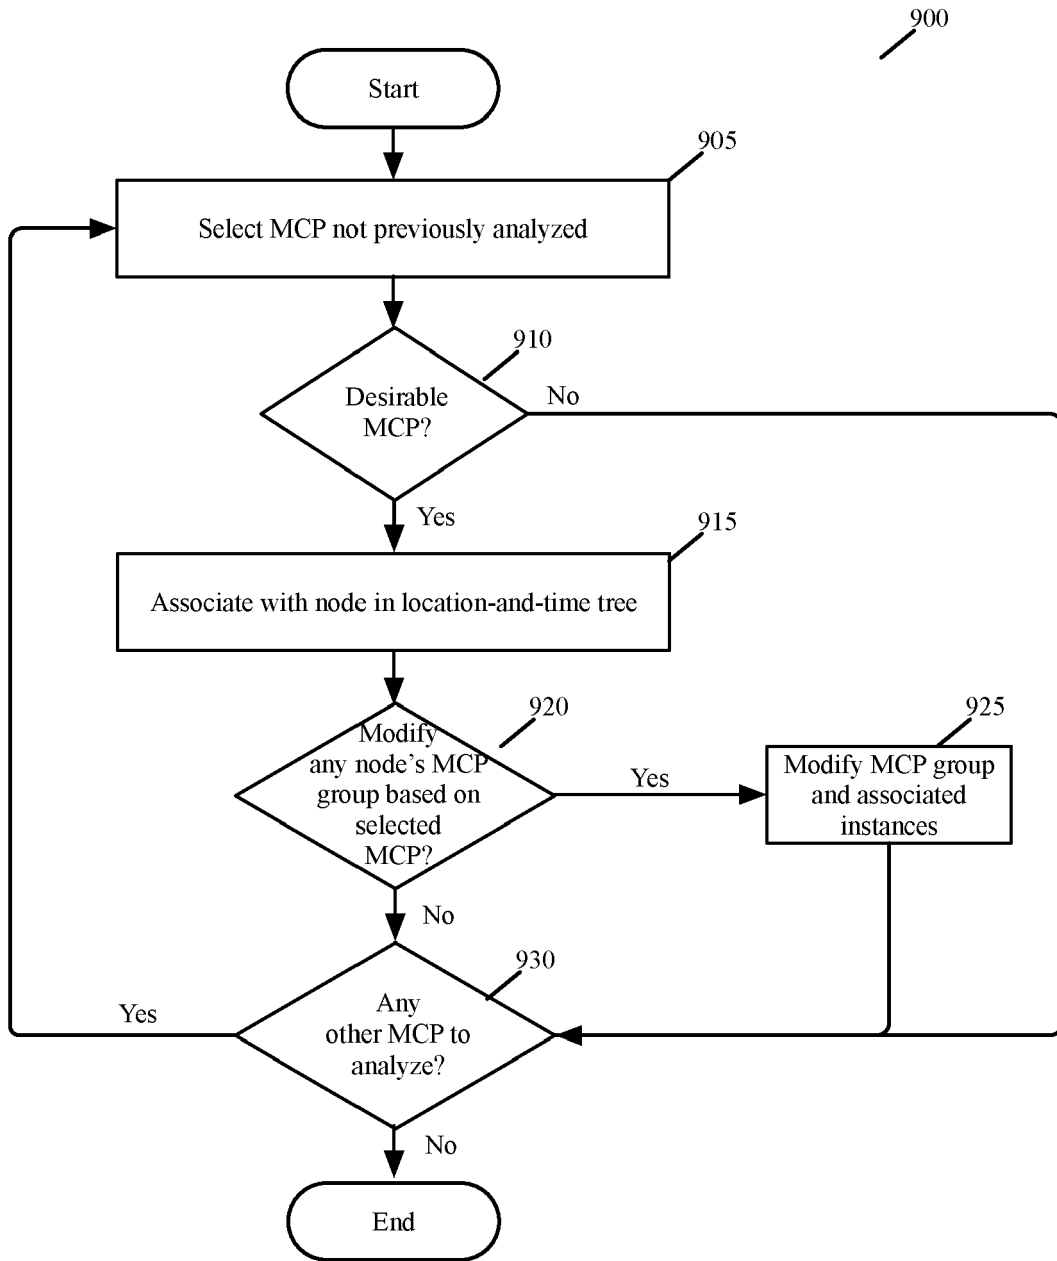 900
Start
905
Select MCP not previously analyzed
910
Desirable
MCP?
No
Yes
915
Associate with node in location-and-time tree
920
Modify
any node's MCP
group based on
selected
MCP?
Yes
925
Modify MCP group
and associated
instances
No
930
Any
other MCP to
analyze?
Yes
No
End